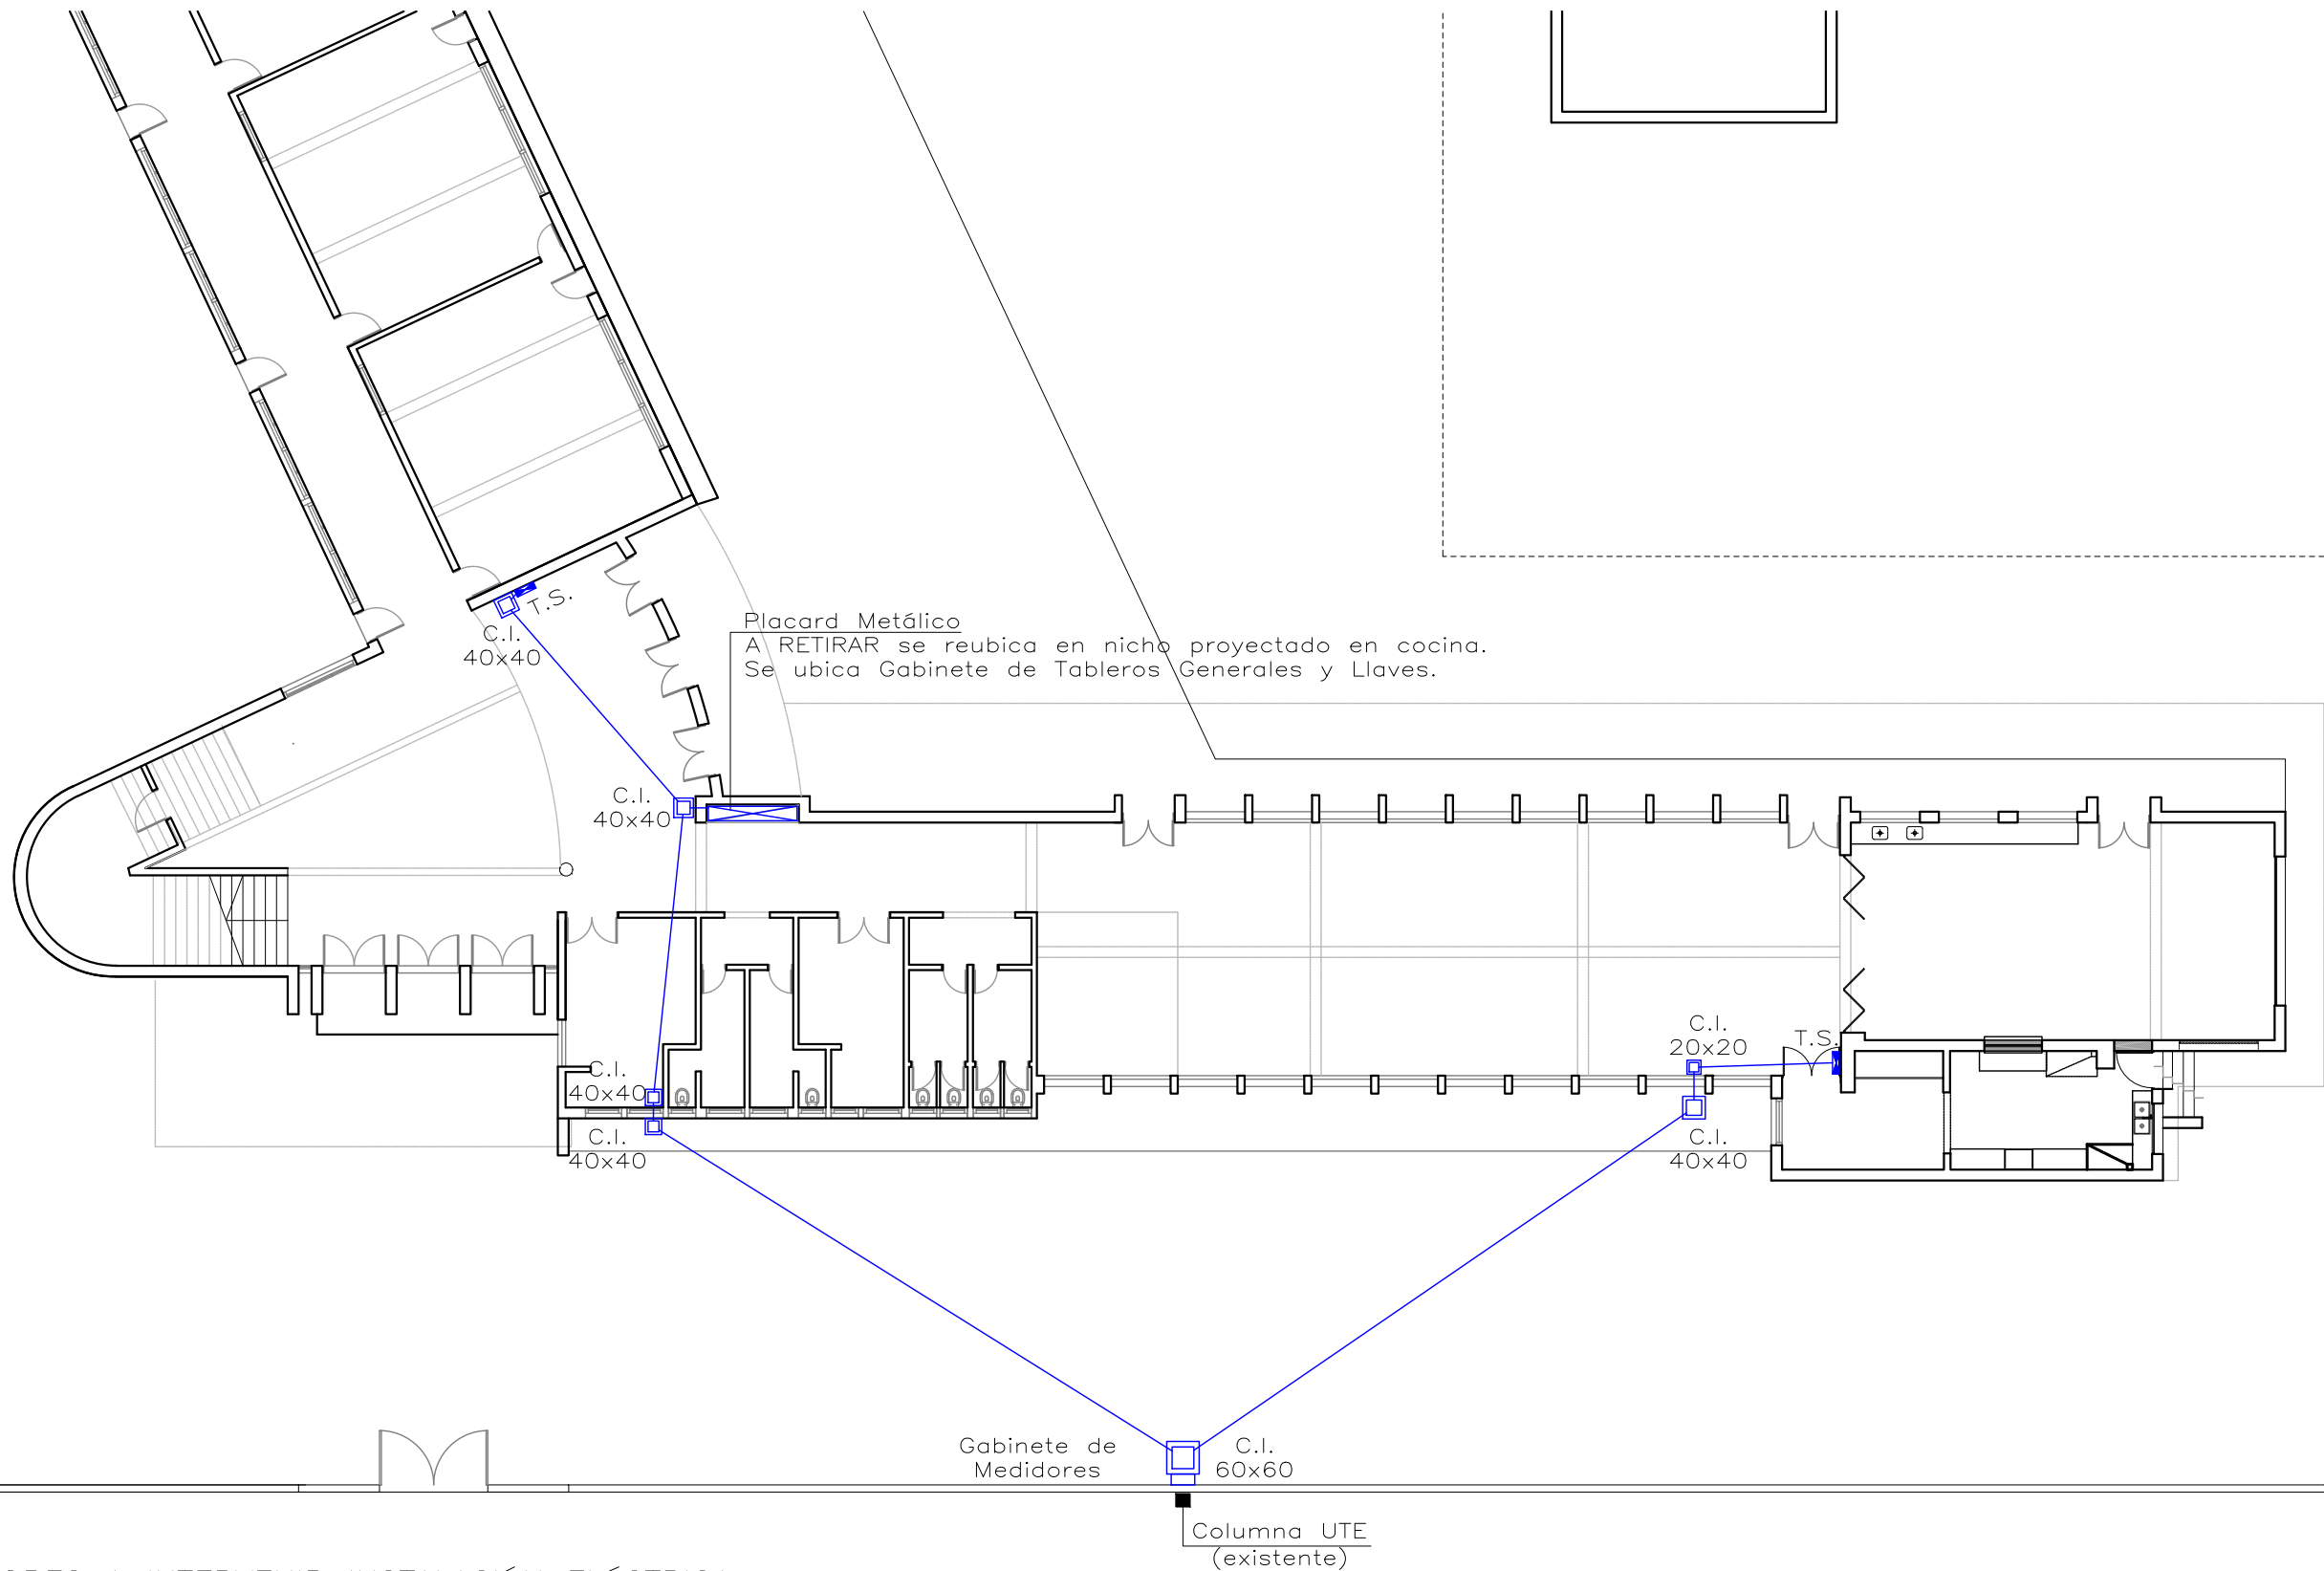 T.S.
C.I.
40x40
Placard Metálico
A RETIRAR se reubica en nicho proyectado en cocina.
Se ubica Gabinete de Tableros Generales y Llaves.
C.I.
40x40
C.I.
20x20
T.S.
C.I.
40x40
C.I.
40x40
C.I.
40x40
Gabinete de
Medidores
C.I.
60x60
Columna UTE
(existente)